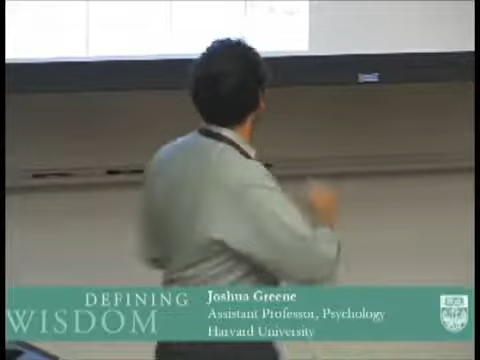 DEFINING
WISDOM
Joshua Greene
Assistant Professor, Psychology
Harvard University